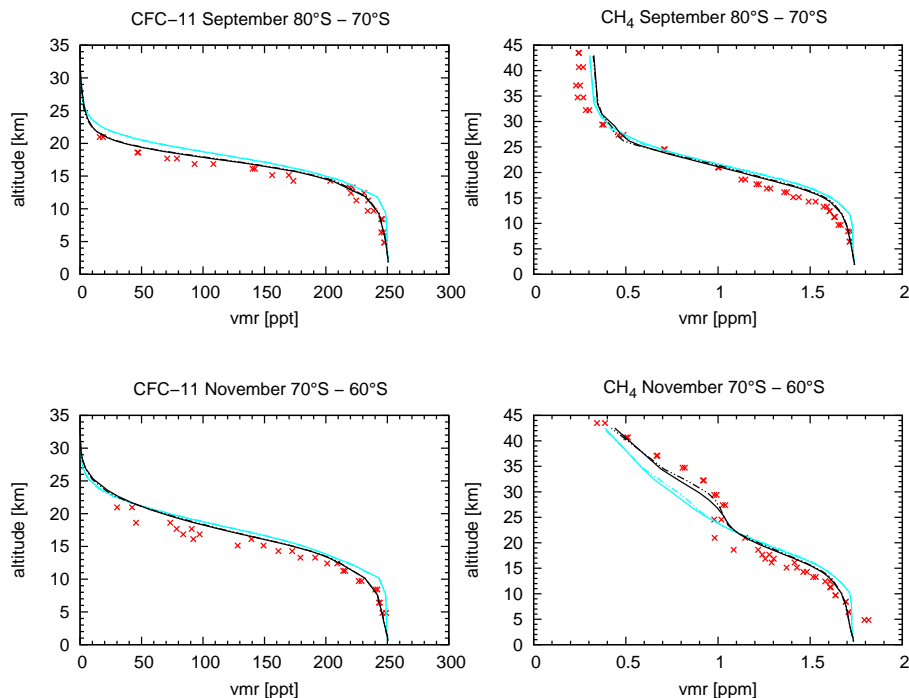 CFC−11 September 80°S − 70°S
altitude [km]
35
30
25
20
15
10
5
0
0 50 100 150 200 250 300
vmr [ppt]
CH4 September 80°S − 70°S
altitude [km]
45
40
35
30
25
20
15
10
5
0
0 0.5 1 1.5 2
vmr [ppm]
CFC−11 November 70°S − 60°S
altitude [km]
35
30
25
20
15
10
5
0
0 50 100 150 200 250 300
vmr [ppt]
CH4 November 70°S − 60°S
altitude [km]
45
40
35
30
25
20
15
10
5
0
0 0.5 1 1.5 2
vmr [ppm]